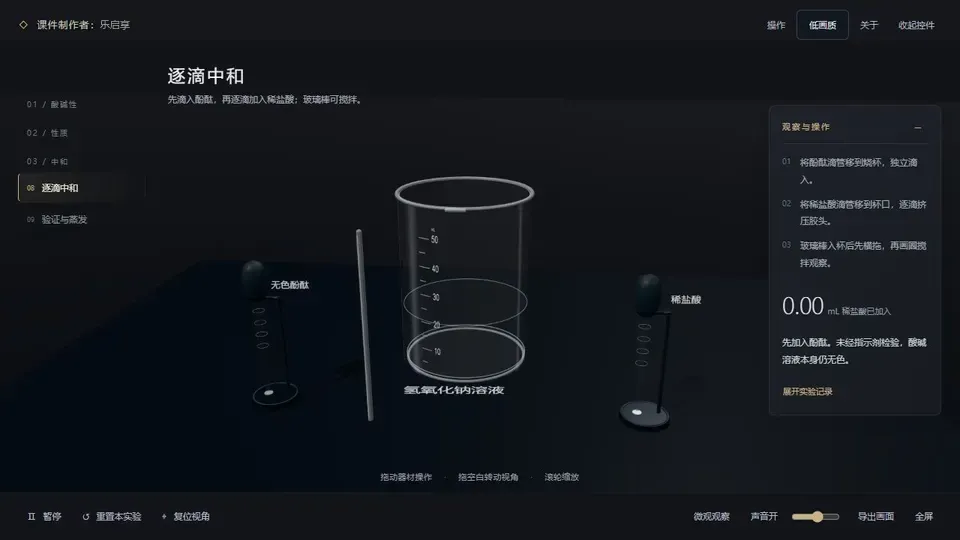 课件制作者：乐启享
操作
低画质
关于
收起控件
逐滴中和
先滴入酚酞，再逐滴加入稀盐酸；玻璃棒可搅拌。
01 / 酸碱性
02 / 性质
03 / 中和
08 逐滴中和
09 验证与蒸发
观察与操作
01 将酚酞滴管移到烧杯，独立滴
入。
02 将稀盐酸滴管移到杯口，逐滴挤
压胶头。
03 玻璃棒入杯后先横拖，再画圆搅
拌观察。
0.00 mL 稀盐酸已加入
先加入酚酞。未经指示剂检验，酸碱
溶液本身仍无色。
展开实验记录
无色酚酞
稀盐酸
50
40
30
20
10
氢氧化钠溶液
拖动器材操作 · 拖空白转动视角 · 滚轮缩放
暂停
重置本实验
复位视角
微观观察
声音开
导出画面
全屏